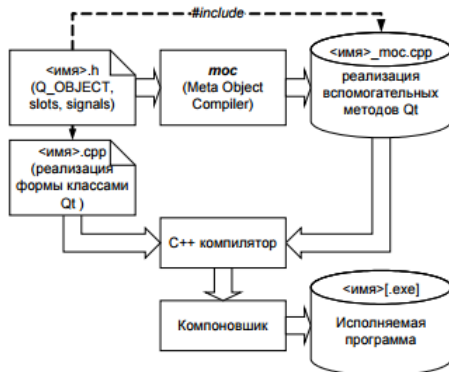 #include
<имя>.h
(Q_OBJECT,
slots, signals)
moc
(Meta Object
Compiler)
<имя>_moc.cpp
реализация
вспомогательных
методов Qt
<имя>.cpp
(реализация
формы классами
Qt )
C++ компилятор
Компоновшик
<имя>[.exe]
Исполняемая
программа